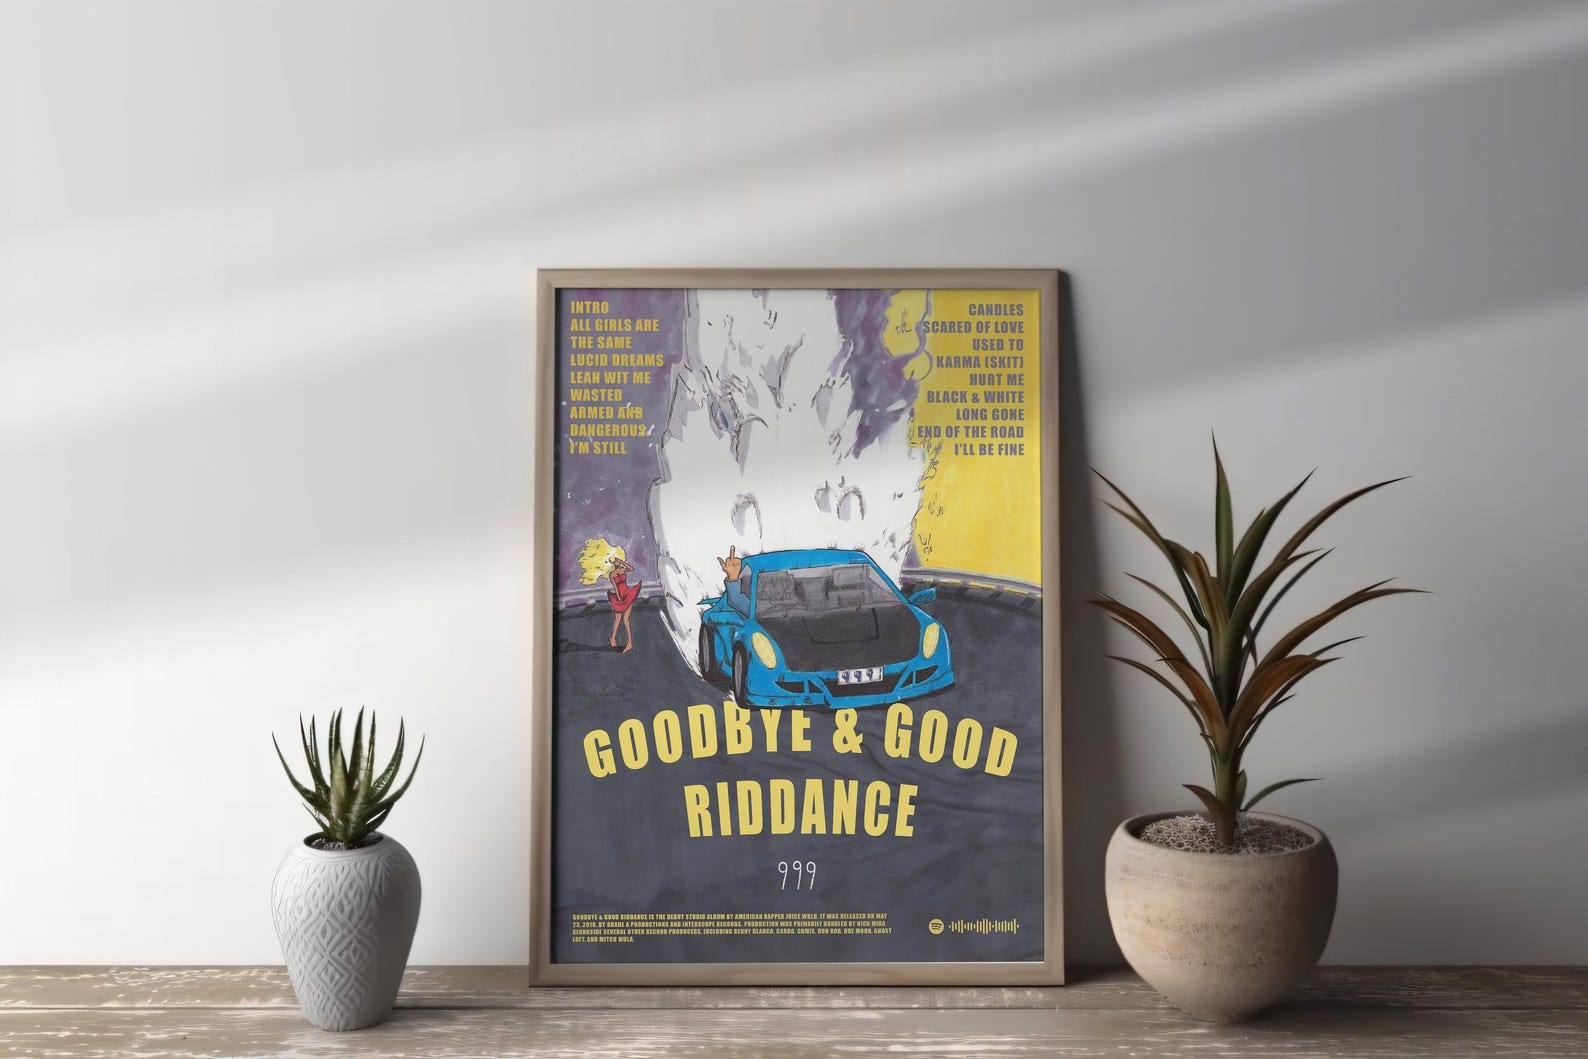 INTRO
ALL GIRLS ARE
THE SAME
LUCID DREAMS
LEAN WIT ME
WASTED
ARMED AND
DANGEROUS
I'M STILL
CANDLES
SCARED OF LOVE
USED TO
KARMA (SKIT)
HURT ME
BLACK & WHITE
LONG GONE
END OF THE ROAD
I'LL BE FINE
999
GOODBYE & GOOD
RIDDANCE
999
GOODBYE & GOOD RIDDANCE IS THE DEBUT STUDIO ALBUM BY AMERICAN RAPPER JUICE WRLD. IT WAS RELEASED ON MAY
23, 2018, BY GRADE A PRODUCTIONS AND INTERSCOPE RECORDS. PRODUCTION WAS PRIMARILY HANDLED BY NICK MIRA
ALONGSIDE SEVERAL OTHER RECORD PRODUCERS, INCLUDING BENNY BLANCO, CARDO, CBMIX, DON ROB, DRE MOON, GHOST
LOFT, AND MITCH MULA.